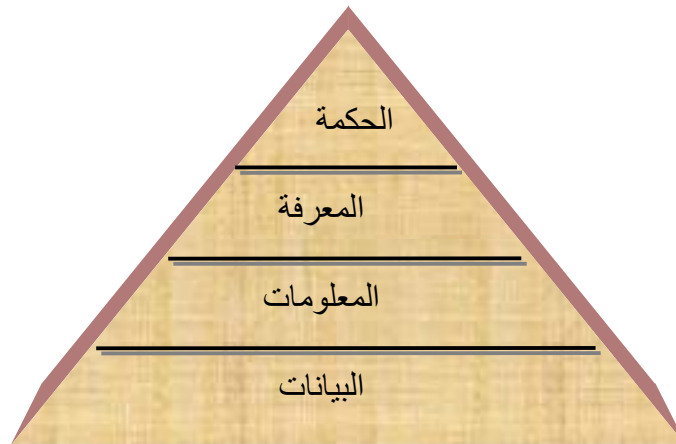 الحكمة
المعرفة
المعلومات
البيانات